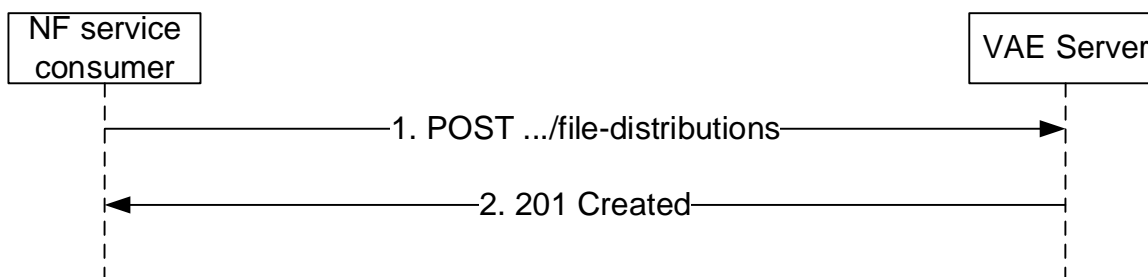 NF service
consumer
VAE Server
1. POST .../file-distributions
2. 201 Created